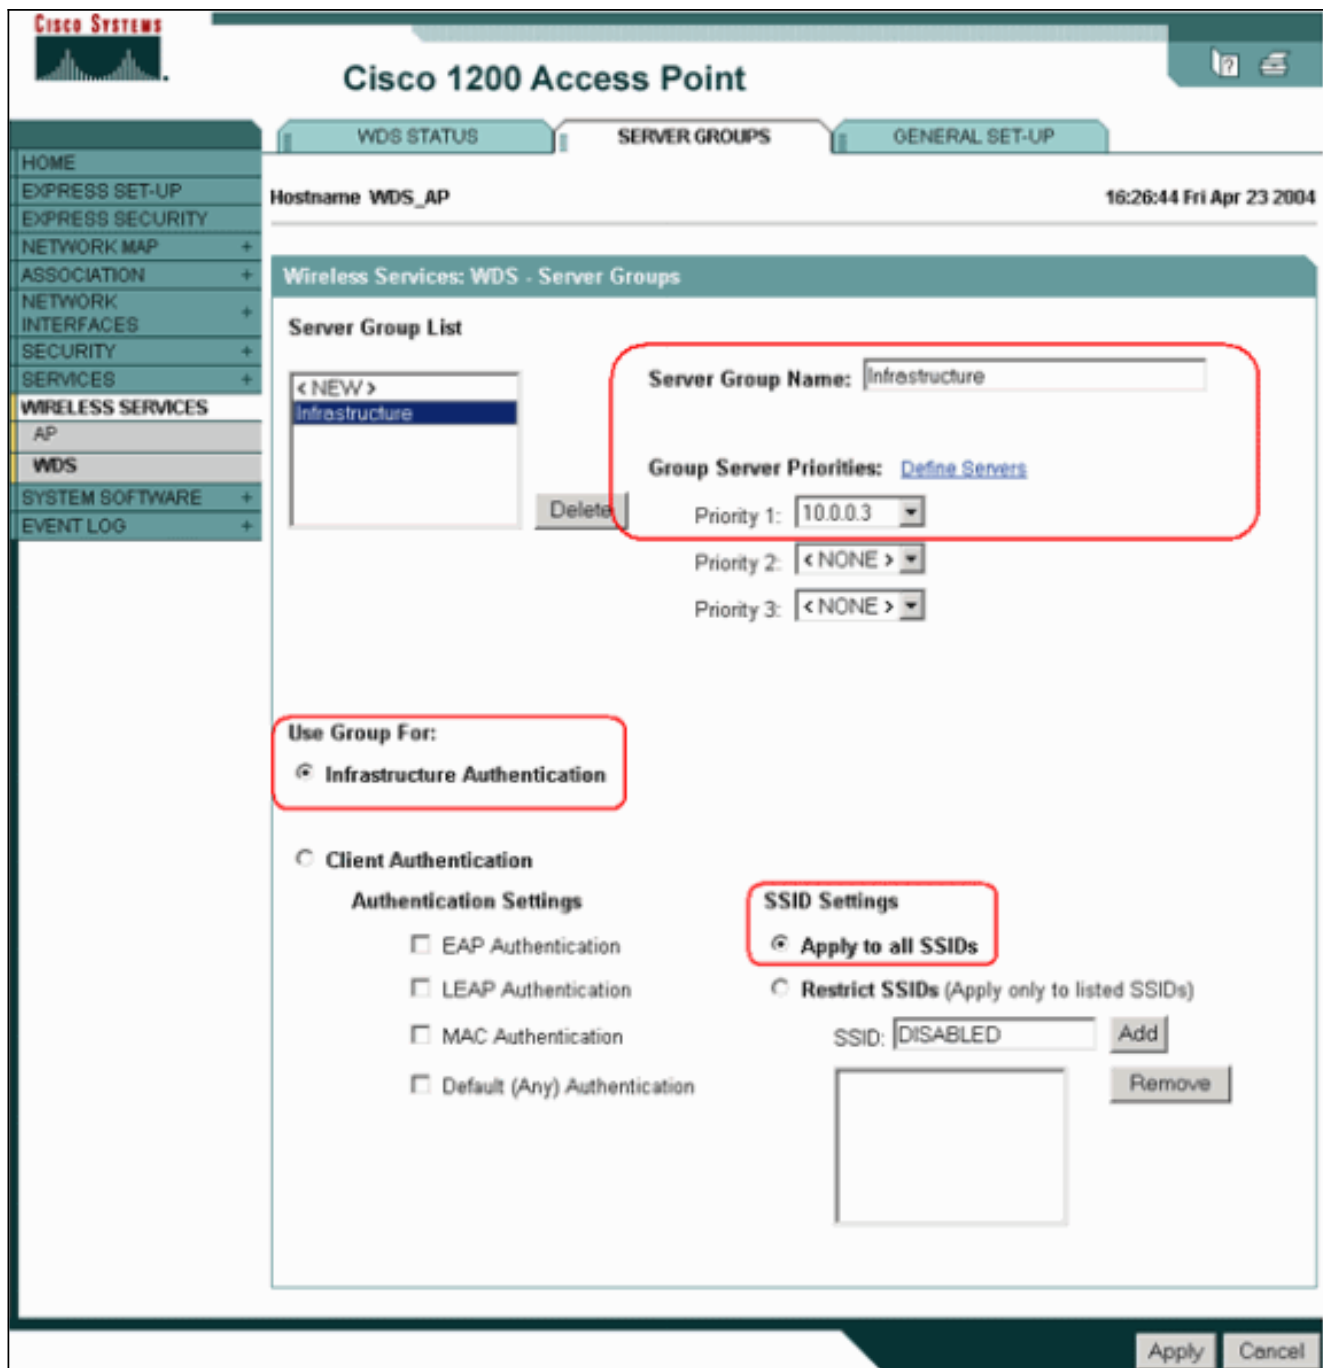 CISCO SYSTEMS
Cisco 1200 Access Point
WDS STATUS
SERVER GROUPS
GENERAL SET-UP
HOME
EXPRESS SET-UP
EXPRESS SECURITY
NETWORK MAP +
ASSOCIATION +
NETWORK
INTERFACES +
SECURITY +
SERVICES +
WIRELESS SERVICES
AP
WDS
SYSTEM SOFTWARE +
EVENT LOG +
Hostname WDS_AP
16:26:44 Fri Apr 23 2004
Wireless Services: WDS - Server Groups
Server Group List
< NEW >
Infrastructure
Delete
Server Group Name: Infrastructure
Group Server Priorities: Define Servers
Priority 1: 10.0.0.3
Priority 2: < NONE >
Priority 3: < NONE >
Use Group For:
Infrastructure Authentication
Client Authentication
Authentication Settings
EAP Authentication
LEAP Authentication
MAC Authentication
Default (Any) Authentication
SSID Settings
Apply to all SSIDs
Restrict SSIDs (Apply only to listed SSIDs)
SSID: DISABLED
Add
Remove
Apply
Cancel